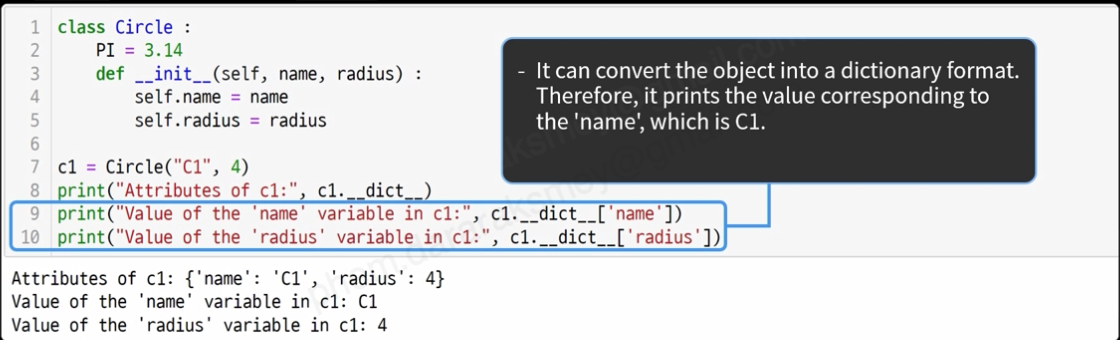 1 class Circle :
2     PI = 3.14
3     def __init__(self, name, radius) :
4         self.name = name
5         self.radius = radius
6
7 c1 = Circle("C1", 4)
8 print("Attributes of c1:", c1.__dict__)
9 print("Value of the 'name' variable in c1:", c1.__dict__['name'])
10 print("Value of the 'radius' variable in c1:", c1.__dict__['radius'])
- It can convert the object into a dictionary format.
Therefore, it prints the value corresponding to
the 'name', which is C1.
Attributes of c1: {'name': 'C1', 'radius': 4}
Value of the 'name' variable in c1: C1
Value of the 'radius' variable in c1: 4